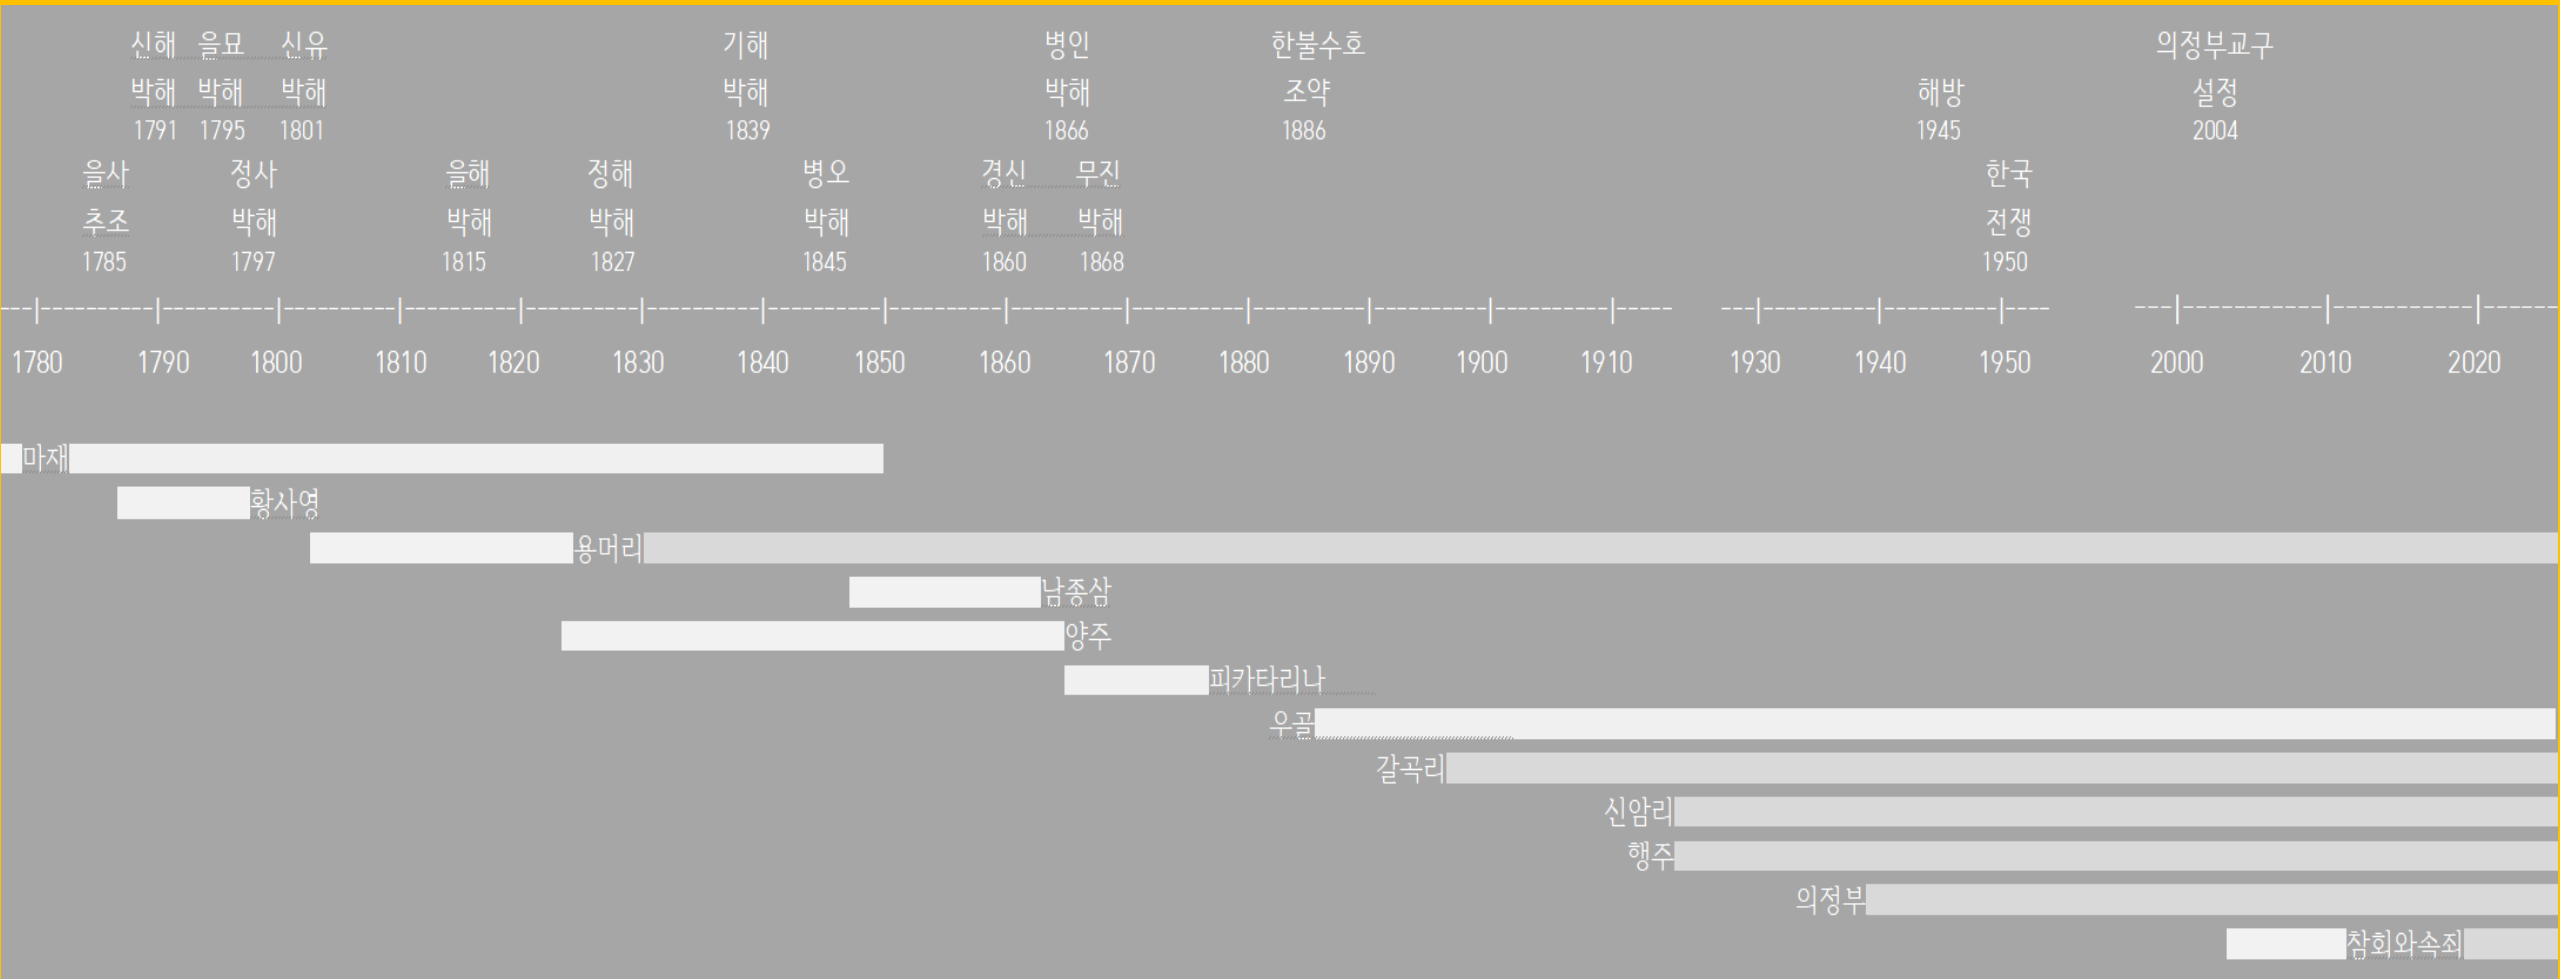 신해 을묘 신유 기해 병인 한불수호 의정부교구
박해 박해 박해 박해 박해 조약 해방 설정
1791 1795 1801 1839 1866 1886 1945 2004
을사 정사 을해 정해 병오 경신 무진 한국
추조 박해 박해 박해 박해 박해 박해 전쟁
1785 1797 1815 1827 1845 1860 1868 1950
1780 1790 1800 1810 1820 1830 1840 1850 1860 1870 1880 1890 1900 1910 1930 1940 1950 2000 2010 2020
마재
황사영
용머리
남종삼
양주
피카타리나
우골
갈곡리
신암리
행주
의정부
참회와속죄